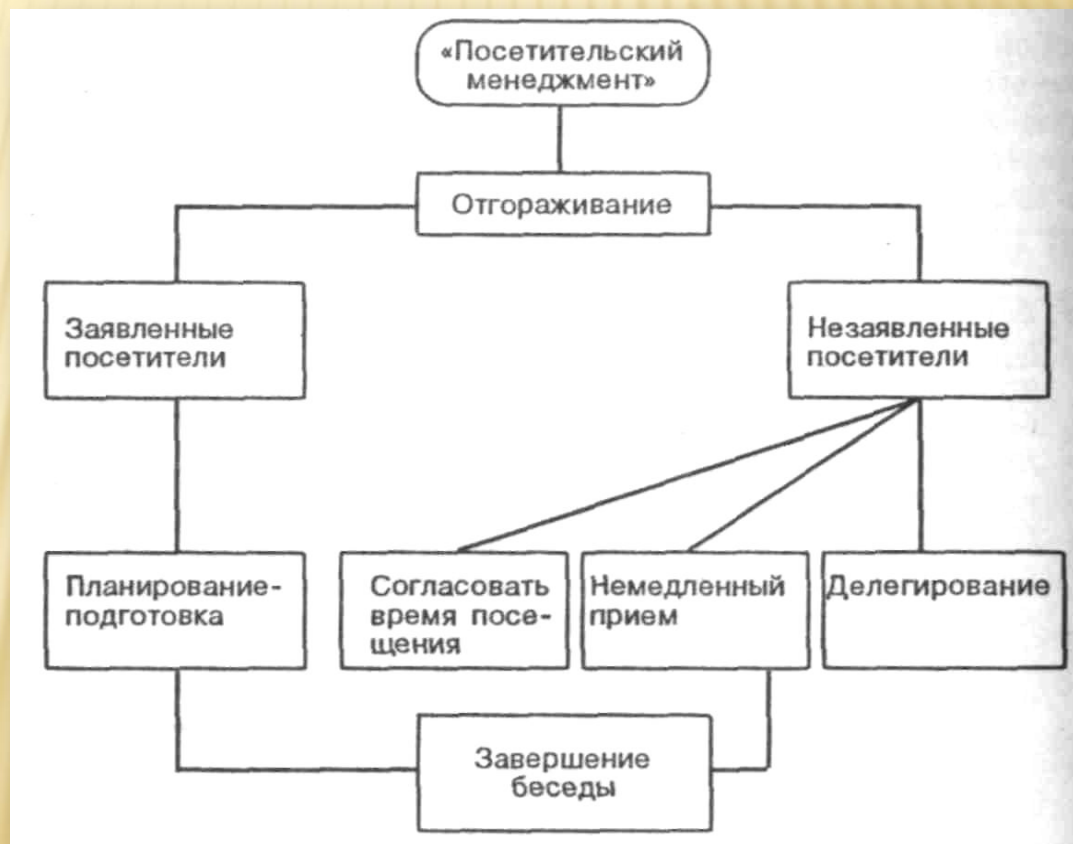 «Посетительский
менеджмент»
Отгораживание
Заявленные
посетители
Незаявленные
посетители
Планирование-
подготовка
Согласовать
время посе-
щения
Немедленный
прием
Делегирование
Завершение
беседы